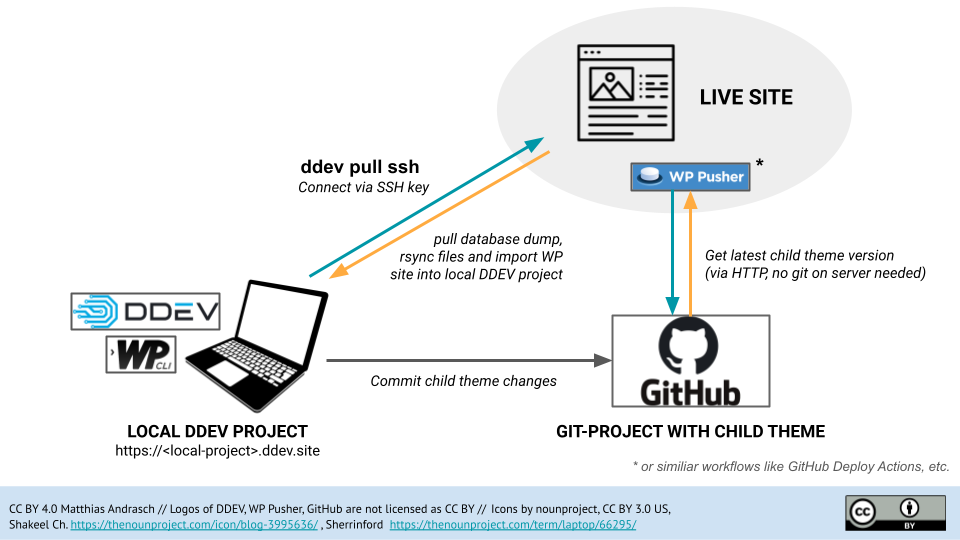 LIVE SITE
WP Pusher
*
ddev pull ssh
Connect via SSH key
pull database dump,
rsync files and import WP
site into local DDEV project
Get latest child theme version
(via HTTP, no git on server needed)
DDEV
WP
CLI
Commit child theme changes
GitHub
LOCAL DDEV PROJECT
https://<local-project>.ddev.site
GIT-PROJECT WITH CHILD THEME
* or similiar workflows like GitHub Deploy Actions, etc.
CC BY 4.0 Matthias Andrasch // Logos of DDEV, WP Pusher, GitHub are not licensed as CC BY // Icons by nounproject, CC BY 3.0 US,
Shakeel Ch. https://thenounproject.com/icon/blog-3995636/ , Sherrinford https://thenounproject.com/term/laptop/66295/
cc
BY